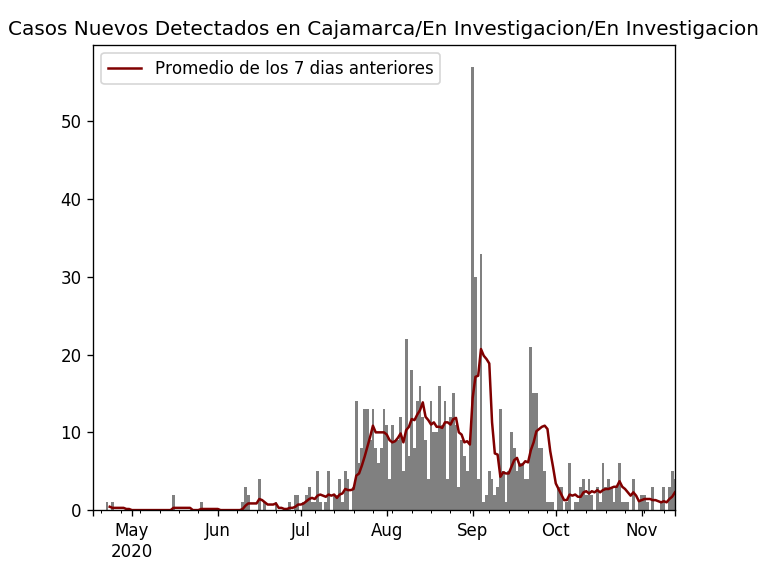 Casos Nuevos Detectados en Cajamarca/En Investigacion/En Investigacion
Promedio de los 7 dias anteriores
50
40
30
20
10
0
May Jun Jul Aug Sep Oct Nov
2020